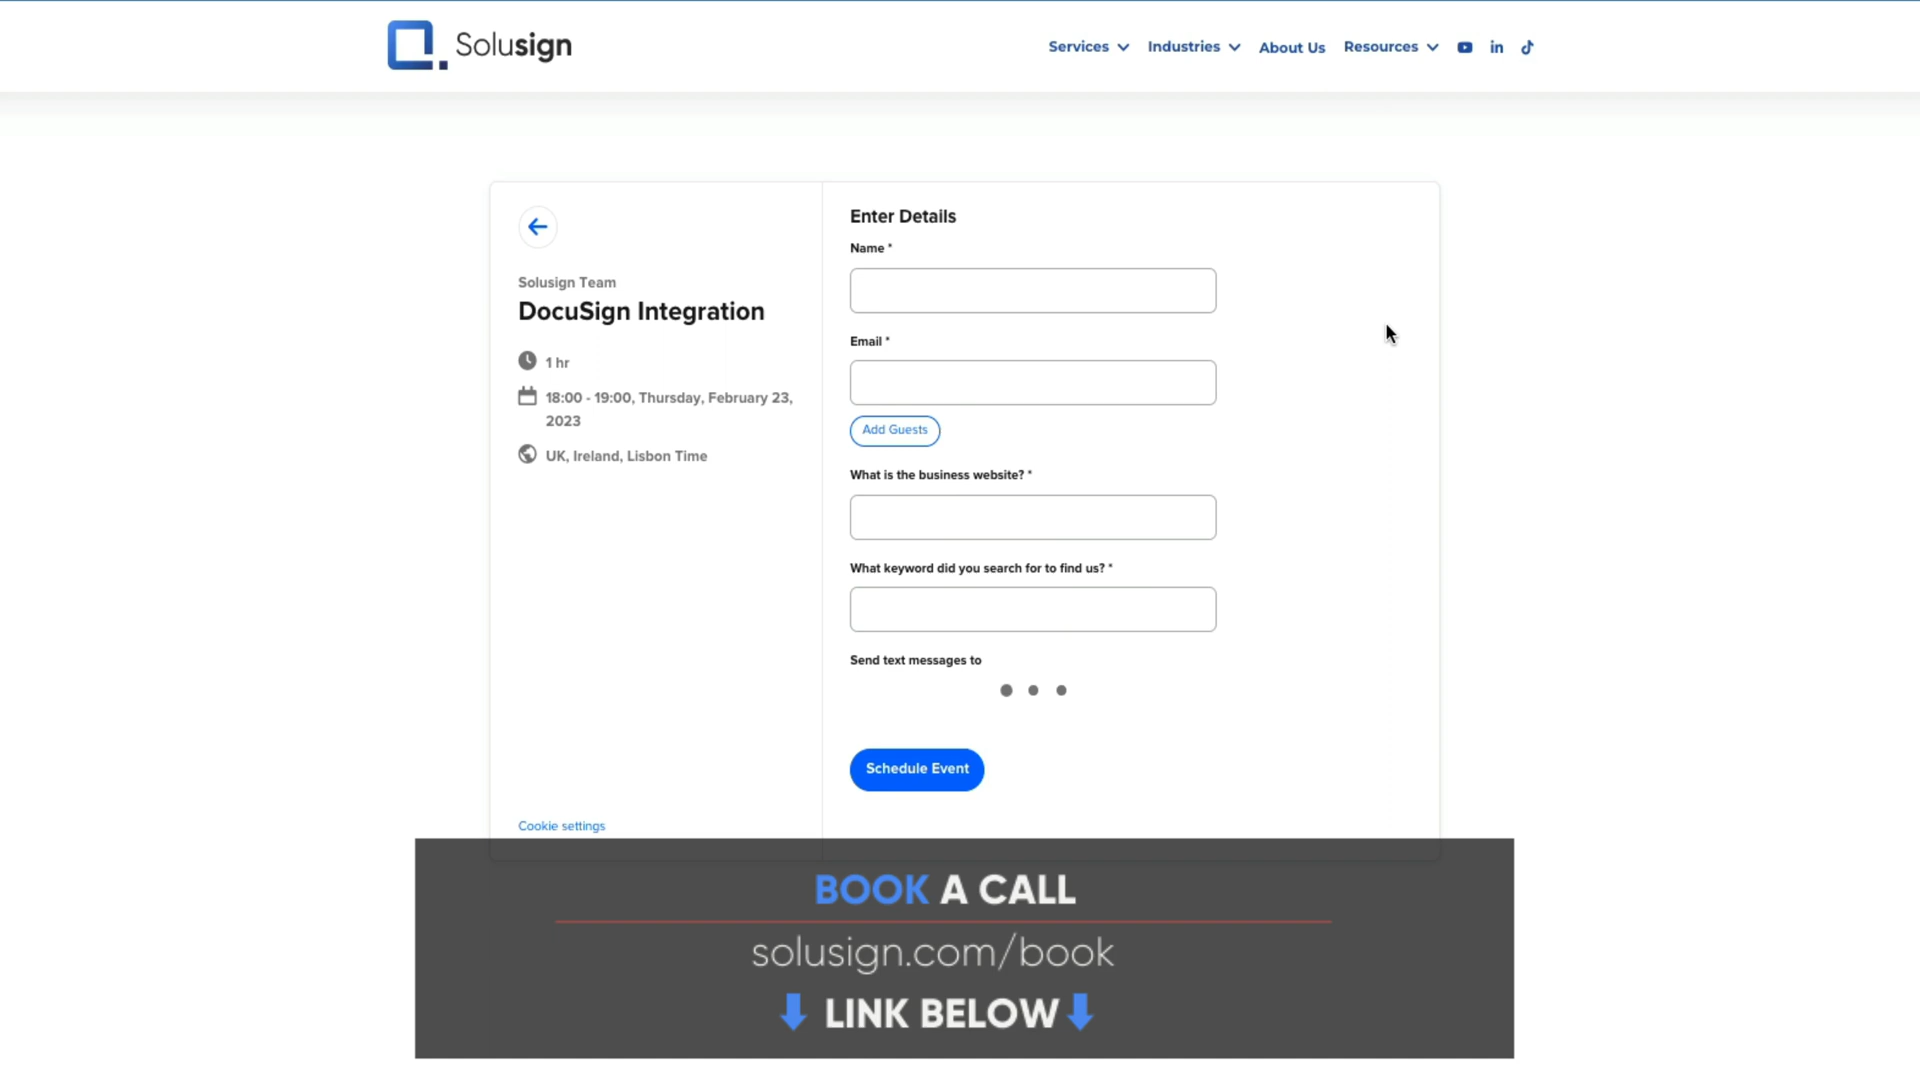 Solusign
Services
Industries
About Us
Resources
in
Solusign Team
DocuSign Integration
1 hr
18:00 - 19:00, Thursday, February 23,
2023
UK, Ireland, Lisbon Time
Cookie settings
Enter Details
Name *
Email *
Add Guests
What is the business website? *
What keyword did you search for to find us? *
Send text messages to
Schedule Event
BOOK A CALL
solusign.com/book
LINK BELOW